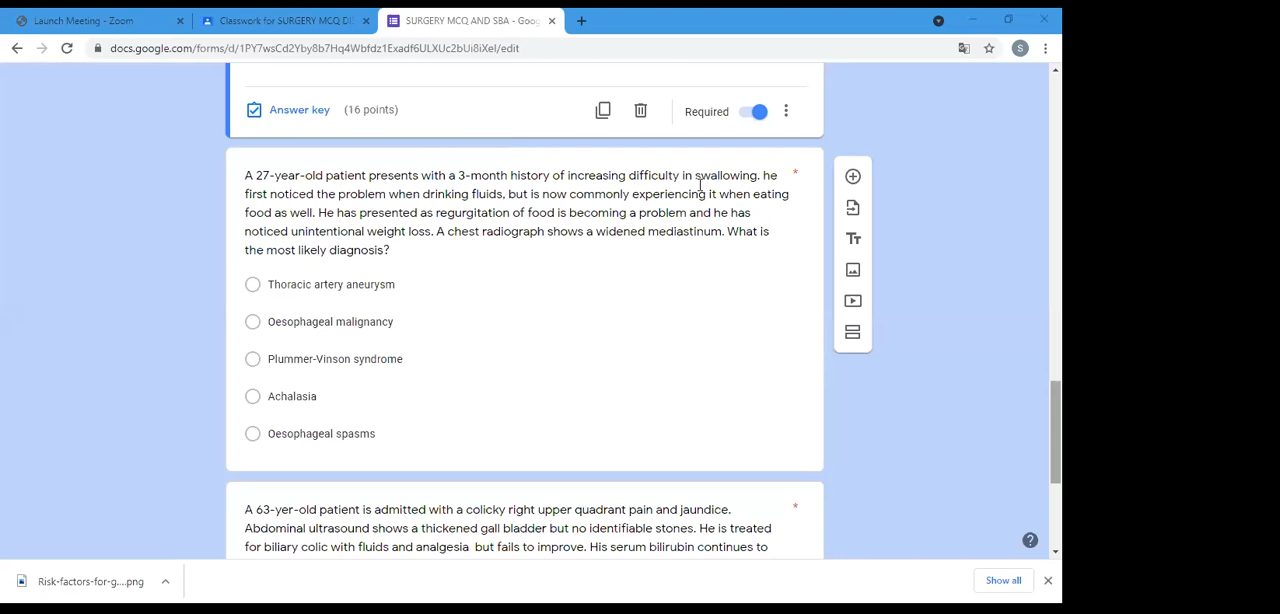 Launch Meeting - Zoom
Classwork for SURGERY MCQ DI
SURGERY MCQ AND SBA - Goog
docs.google.com/forms/d/1PY7wsCd2Yby8b7Hq4Wbfdz1Exadf6ULXUc2bUi8iXeI/edit
S
Answer key (16 points)
Required
A 27-year-old patient presents with a 3-month history of increasing difficulty in swallowing. he *
first noticed the problem when drinking fluids, but is now commonly experiencing it when eating
food as well. He has presented as regurgitation of food is becoming a problem and he has
noticed unintentional weight loss. A chest radiograph shows a widened mediastinum. What is
the most likely diagnosis?
Thoracic artery aneurysm
Oesophageal malignancy
Plummer-Vinson syndrome
Achalasia
Oesophageal spasms
A 63-yer-old patient is admitted with a colicky right upper quadrant pain and jaundice. *
Abdominal ultrasound shows a thickened gall bladder but no identifiable stones. He is treated
for biliary colic with fluids and analgesia but fails to improve. His serum bilirubin continues to
Risk-factors-for-g....png
Show all